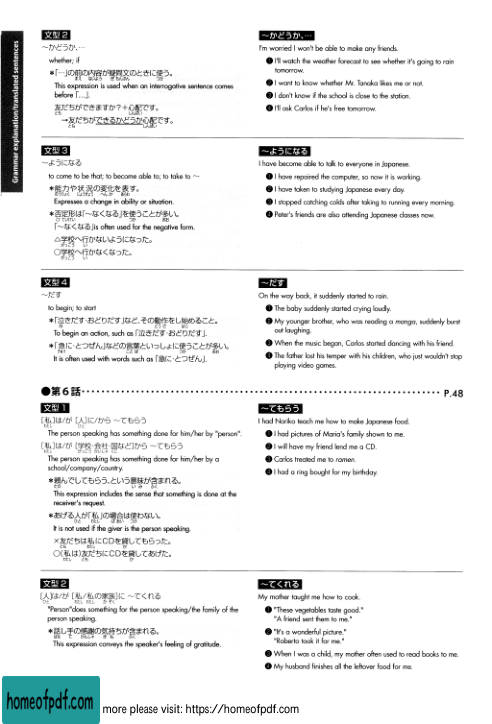 Grammar explanation/translated sentences
文型2
～かどうか,…
whether; if
＊「…」の前の内容が疑問文のときに使う。
This expression is used when an interrogative sentence comes
before 「…」.
友だちができますか?＋心配です。
→友だちができるかどうか心配です。
～かどうか,…
I'm worried I won't be able to make any friends.
❶ I'll watch the weather forecast to see whether it's going to rain
tomorrow.
❷ I want to know whether Mr. Tanaka likes me or not.
❸ I don't know if the school is close to the station.
❹ I'll ask Carlos if he's free tomorrow.
文型3
～ようになる
to come to be that; to become able to; to take to ～
＊能力や状況の変化を表す。
Expresses a change in ability or situation.
＊否定形は「～なくなる」を使うことが多い。
「～なくなる」is often used for the negative form.
△学校へ行かないようになった。
○学校へ行かなくなった。
～ようになる
I have become able to talk to everyone in Japanese.
❶ I have repaired the computer, so now it is working.
❷ I have taken to studying Japanese every day.
❸ I stopped catching colds after taking to running every morning.
❹ Peter's friends are also attending Japanese classes now.
文型4
～だす
to begin; to start
＊「泣きだす・おどりだす」など、その動作をし始めること。
To begin an action, such as 「泣きだす・おどりだす」.
＊「急に・とつぜん」などの言葉といっしょに使うことが多い。
It is often used with words such as 「急に・とつぜん」.
～だす
On the way back, it suddenly started to rain.
❶ The baby suddenly started crying loudly.
❷ My younger brother, who was reading a manga, suddenly burst
out laughing.
❸ When the music began, Carlos started dancing with his friend.
❹ The father lost his temper with his children, who just wouldn't stop
playing video games.
●第6話 P.48
文型1
[私]は/が [人]に/から ～てもらう
The person speaking has something done for him/her by "person".
[私]は/が [学校・会社・国など]から ～てもらう
The person speaking has something done for him/her by a
school/company/country.
＊頼んでしてもらう、という意味が含まれる。
This expression includes the sense that something is done at the
receiver's request.
＊あげる人が「私」の場合は使わない。
It is not used if the giver is the person speaking.
×友だちは私にCDを貸してもらった。
○(私は)友だちにCDを貸してあげた。
～てもらう
I had Noriko teach me how to make Japanese food.
❶ I had pictures of Maria's family shown to me.
❷ I will have my friend lend me a CD.
❸ Carlos treated me to ramen.
❹ I had a ring bought for my birthday.
文型2
[人]は/が [私/私の家族]に ～てくれる
"Person"does something for the person speaking/the family of the
person speaking.
＊話し手の感謝の気持ちが含まれる。
This expression conveys the speaker's feeling of gratitude.
～てくれる
My mother taught me how to cook.
❶ "These vegetables taste good."
"A friend sent them to me."
❷ "It's a wonderful picture."
"Roberto took it for me."
❸ When I was a child, my mother often used to read books to me.
❹ My husband finishes all the leftover food for me.
homeofpdf.com
more please visit: https://homeofpdf.com